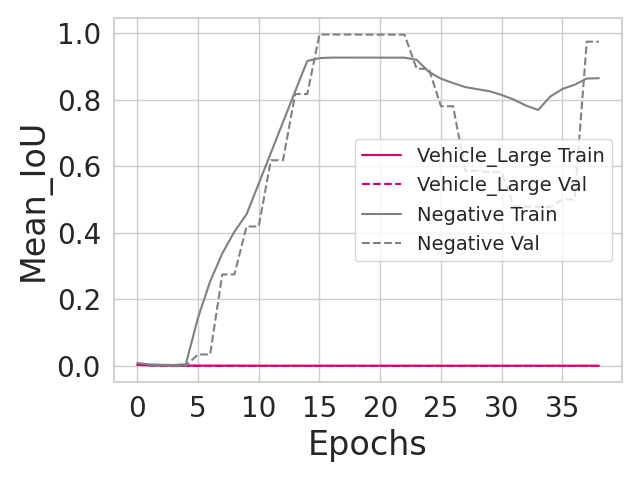 1.0
0.8
0.6
0.4
0.2
0.0
Mean_IoU
Vehicle_Large Train
Vehicle_Large Val
Negative Train
Negative Val
0 5 10 15 20 25 30 35
Epochs